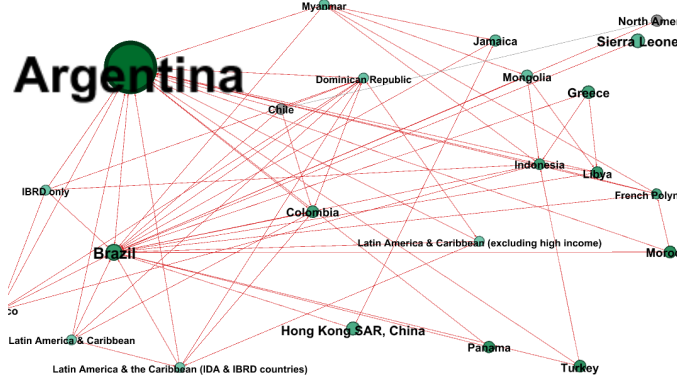 Myanmar
North Amer
Jamaica
Sierra Leone
Argentina
Dominican Republic
Mongolia
Greece
Chile
Indonesia
Libya
IBRD only
French Polyn
Colombia
Latin America & Caribbean (excluding high income)
Brazil
Moroc
co
Hong Kong SAR, China
Latin America & Caribbean
Panama
Latin America & the Caribbean (IDA & IBRD countries)
Turkey